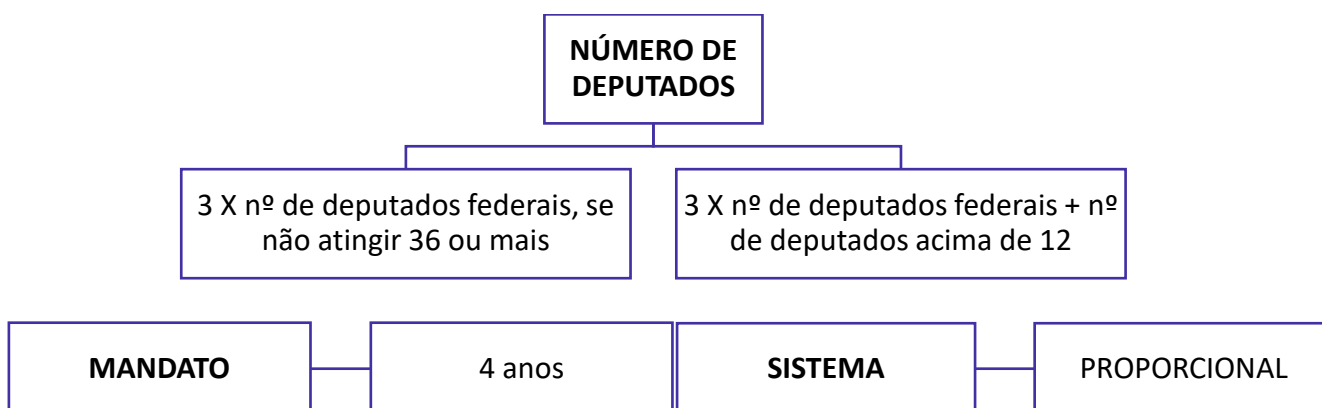 NÚMERO DE
DEPUTADOS
3 X nº de deputados federais, se
não atingir 36 ou mais
3 X nº de deputados federais + nº
de deputados acima de 12
MANDATO
4 anos
SISTEMA
PROPORCIONAL